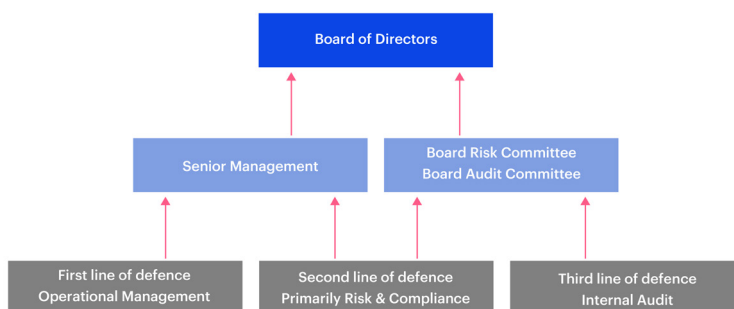 Board of Directors
Senior Management
Board Risk Committee
Board Audit Committee
First line of defence
Operational Management
Second line of defence
Primarily Risk & Compliance
Third line of defence
Internal Audit